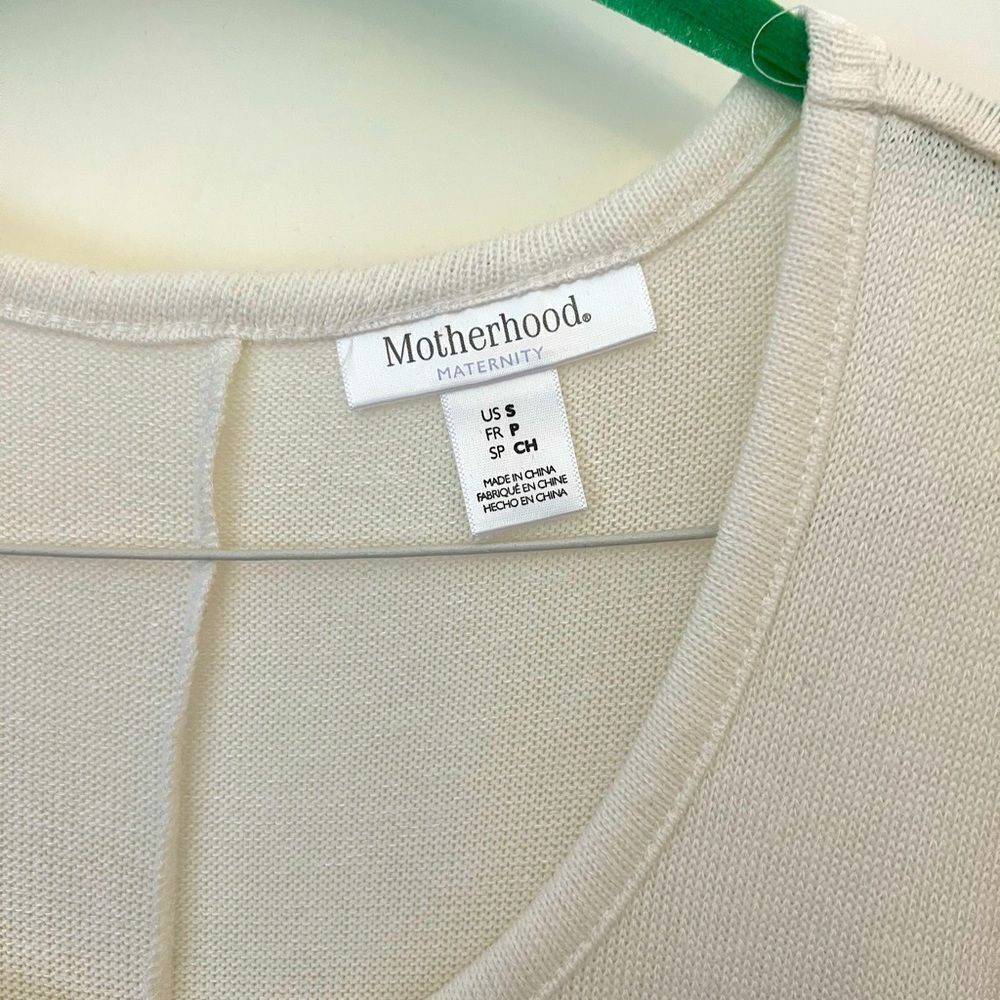 Motherhood®
MATERNITY
US S
FR P
SP CH
MADE IN CHINA
FABRIQUÉ EN CHINE
HECHO EN CHINA